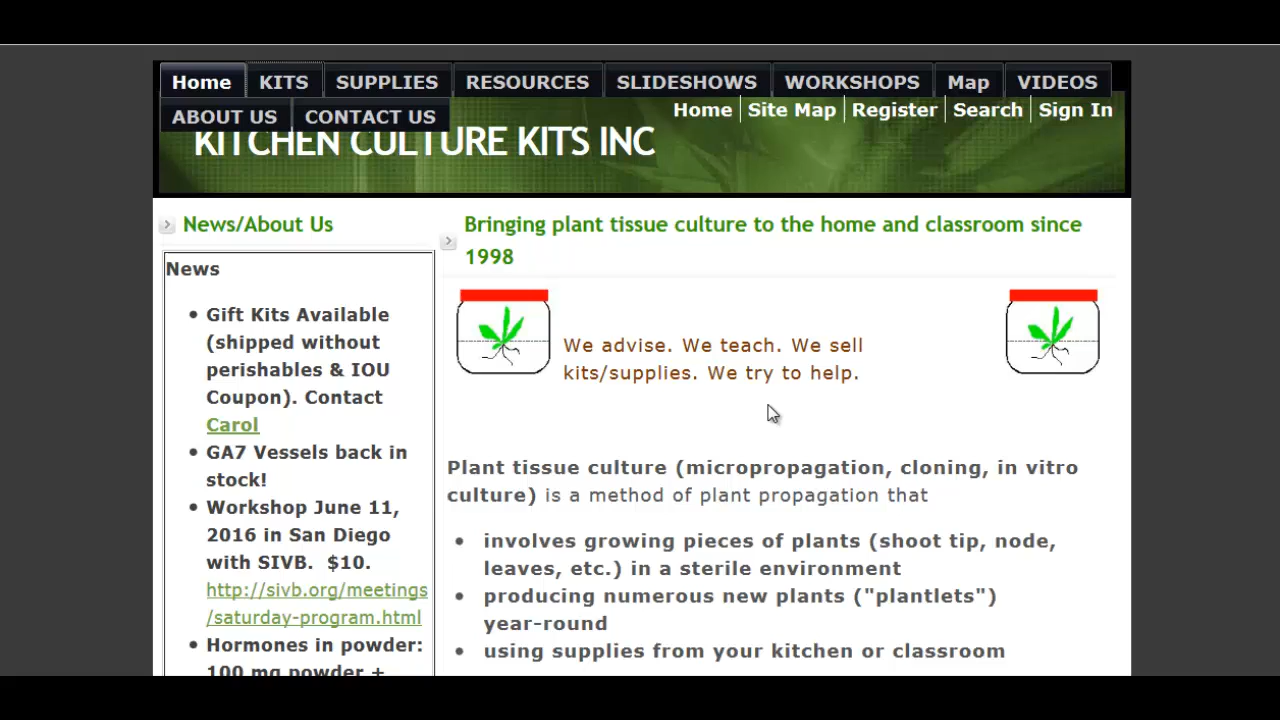 Home KITS SUPPLIES RESOURCES SLIDESHOWS WORKSHOPS Map VIDEOS
ABOUT US CONTACT US
Home Site Map Register Search Sign In
KITCHEN CULTURE KITS INC
News/About Us
News
• Gift Kits Available
(shipped without
perishables & IOU
Coupon). Contact
Carol
• GA7 Vessels back in
stock!
• Workshop June 11,
2016 in San Diego
with SIVB. $10.
http://sivb.org/meetings
/saturday-program.html
• Hormones in powder:
100 mg powder +
Bringing plant tissue culture to the home and classroom since
1998
We advise. We teach. We sell
kits/supplies. We try to help.
Plant tissue culture (micropropagation, cloning, in vitro
culture) is a method of plant propagation that
• involves growing pieces of plants (shoot tip, node,
leaves, etc.) in a sterile environment
• producing numerous new plants ("plantlets")
year-round
• using supplies from your kitchen or classroom